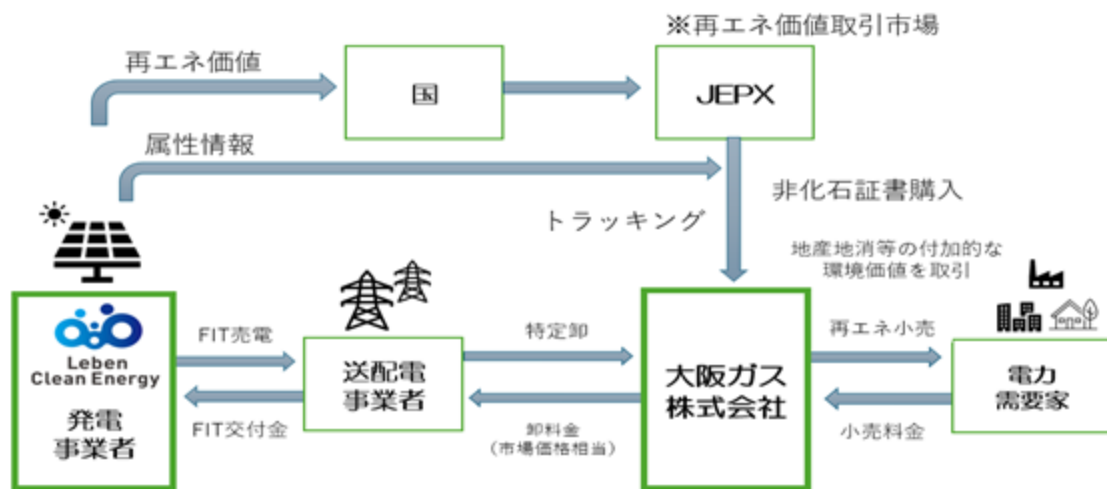 ※再エネ価値取引市場
再エネ価値
国
JEPX
属性情報
非化石証書購入
トラッキング
地産地消等の付加的な
環境価値を取引
Leben
Clean Energy
発電
事業者
FIT売電
FIT交付金
送配電
事業者
特定卸
卸料金
(市場価格相当)
大阪ガス
株式会社
再エネ小売
小売料金
電力
需要家